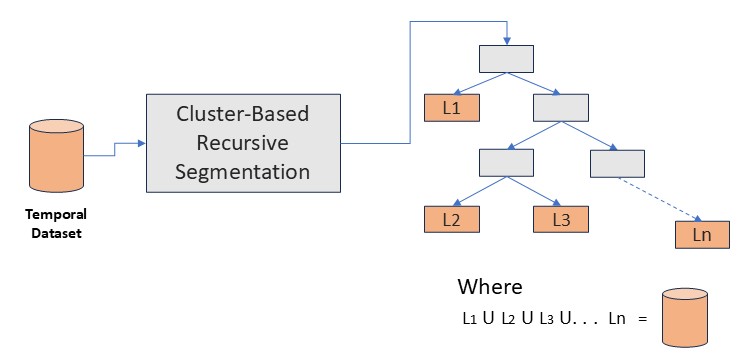 Cluster-Based
Recursive
Segmentation
Temporal
Dataset
L1
L2
L3
Ln
Where
L1 U L2 U L3 U. . . Ln =